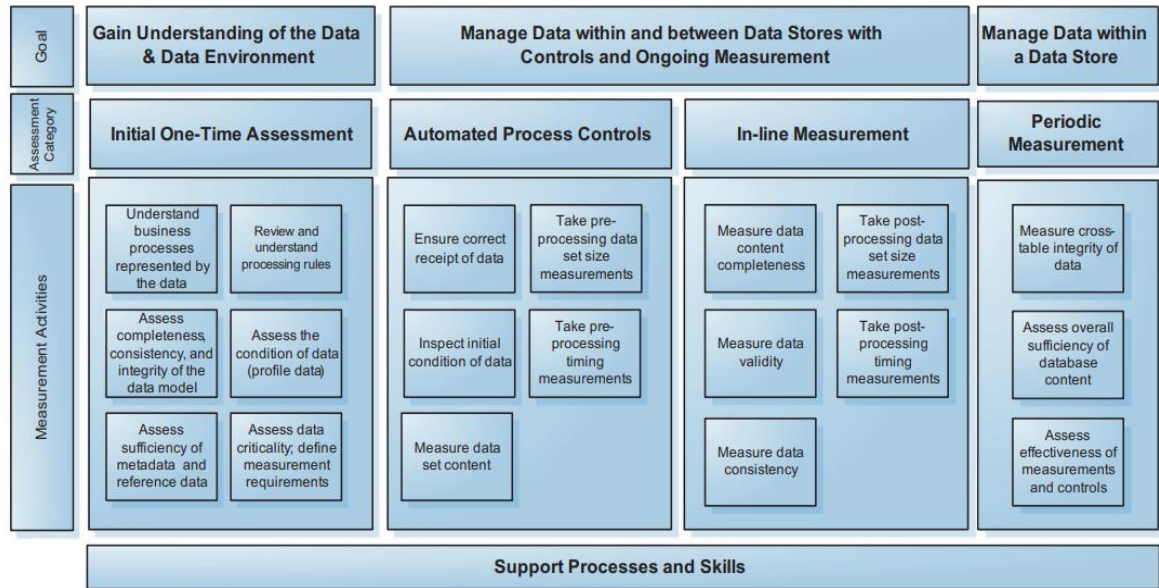 Goal
Gain Understanding of the Data
& Data Environment
Manage Data within and between Data Stores with
Controls and Ongoing Measurement
Manage Data within
a Data Store
Assessment
Category
Initial One-Time Assessment
Automated Process Controls
In-line Measurement
Periodic
Measurement
Measurement Activities
Understand
business
processes
represented by
the data
Review and
understand
processing rules
Assess
completeness,
consistency, and
integrity of the
data model
Assess the
condition of data
(profile data)
Assess
sufficiency of
metadata and
reference data
Assess data
criticality; define
measurement
requirements
Ensure correct
receipt of data
Take pre-
processing data
set size
measurements
Inspect initial
condition of data
Take pre-
processing
timing
measurements
Measure data
set content
Measure data
content
completeness
Take post-
processing data
set size
measurements
Measure data
validity
Take post-
processing
timing
measurements
Measure data
consistency
Measure cross-
table integrity of
data
Assess overall
sufficiency of
database
content
Assess
effectiveness of
measurements
and controls
Support Processes and Skills